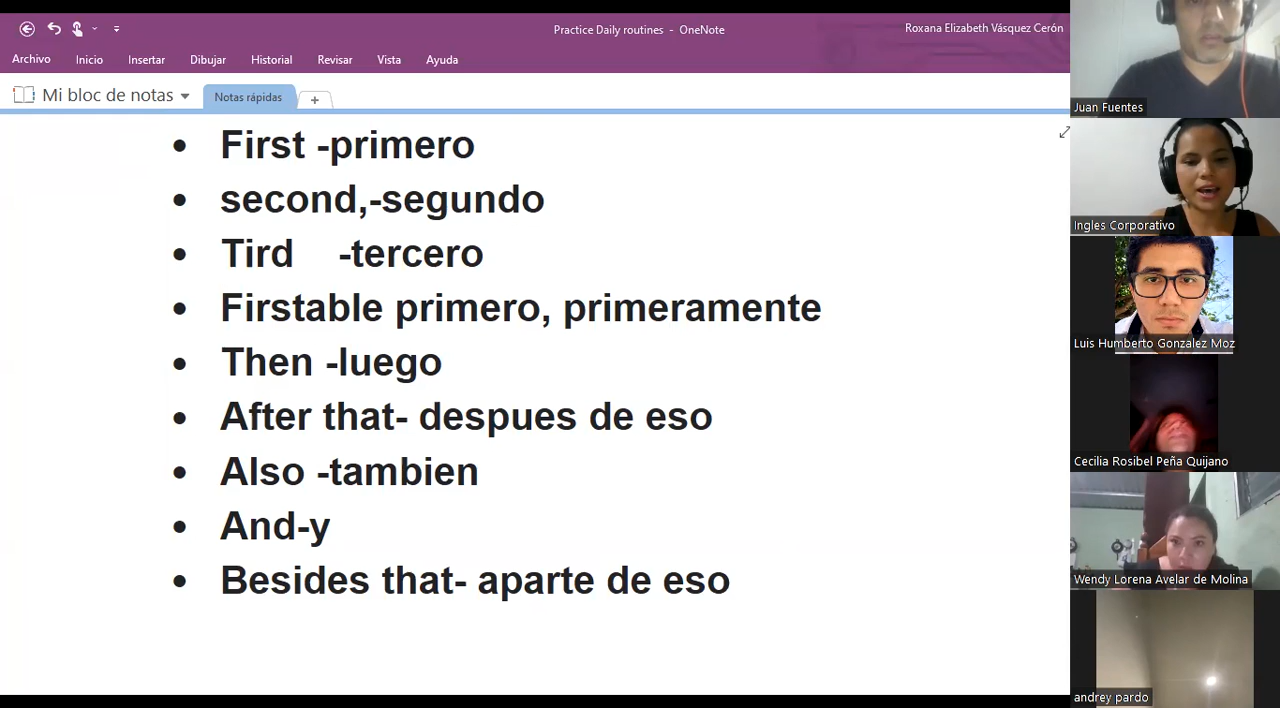 Practice Daily routines - OneNote
Roxana Elizabeth Vásquez Cerón
Archivo Inicio Insertar Dibujar Historial Revisar Vista Ayuda
Mi bloc de notas Notas rápidas +
• First -primero
• second,-segundo
• Tird -tercero
• Firstable primero, primeramente
• Then -luego
• After that- despues de eso
• Also -tambien
• And-y
• Besides that- aparte de eso
Juan Fuentes
Ingles Corporativo
Luis Humberto Gonzalez Moz
Cecilia Rosibel Peña Quijano
Wendy Lorena Avelar de Molina
andrey pardo